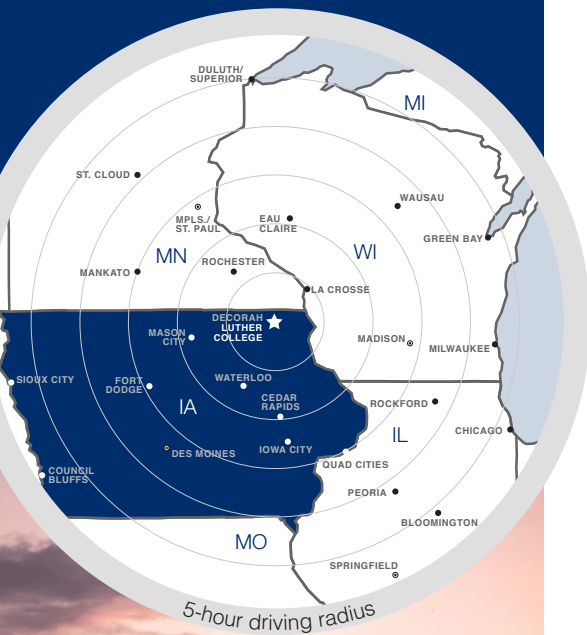 DULUTH/
SUPERIOR
MI
ST. CLOUD
WAUSAU
MPLS./
ST. PAUL
EAU
CLAIRE
GREEN BAY
MN
WI
ROCHESTER
MANKATO
LA CROSSE
DECORAH
LUTHER
COLLEGE
MASON
CITY
MADISON
MILWAUKEE
SIOUX CITY
FORT
DODGE
WATERLOO
IA
CEDAR
RAPIDS
ROCKFORD
IL
CHICAGO
DES MOINES
IOWA CITY
QUAD CITIES
COUNCIL
BLUFFS
PEORIA
BLOOMINGTON
MO
SPRINGFIELD
5-hour driving radius